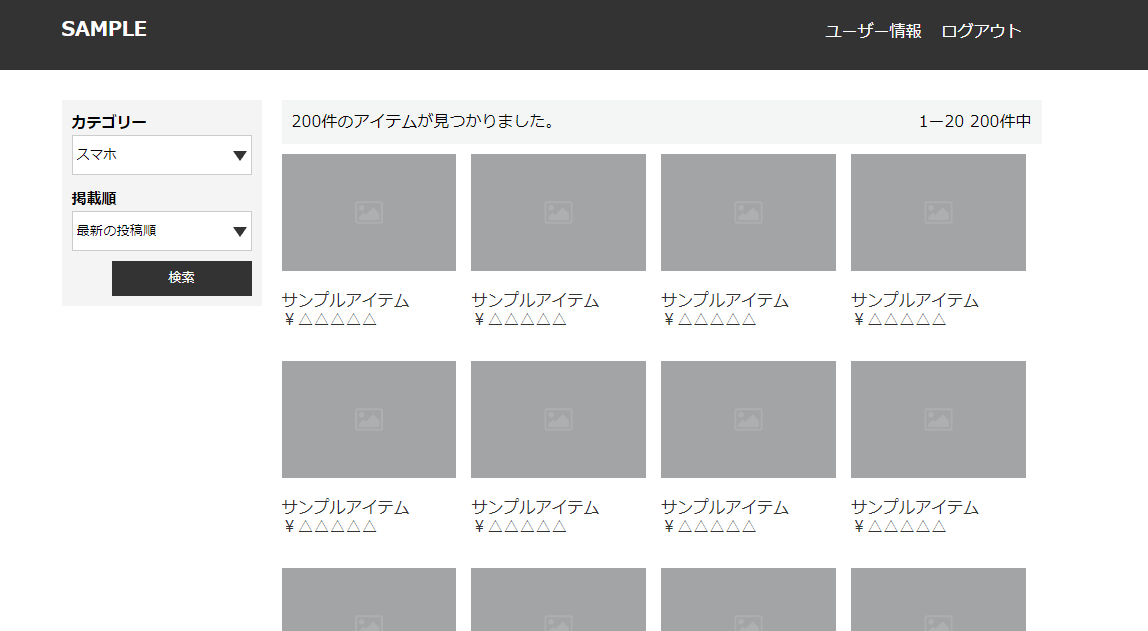 SAMPLE
ユーザー情報 ログアウト
カテゴリー
スマホ
掲載順
最新の投稿順
検索
200件のアイテムが見つかりました。
1ー20 200件中
サンプルアイテム
¥△△△△△
サンプルアイテム
¥△△△△△
サンプルアイテム
¥△△△△△
サンプルアイテム
¥△△△△△
サンプルアイテム
¥△△△△△
サンプルアイテム
¥△△△△△
サンプルアイテム
¥△△△△△
サンプルアイテム
¥△△△△△